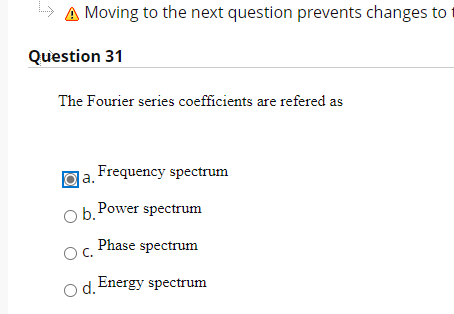 Moving to the next question prevents changes to
Question 31
The Fourier series coefficients are refered as
a. Frequency spectrum
b. Power spectrum
c. Phase spectrum
d. Energy spectrum